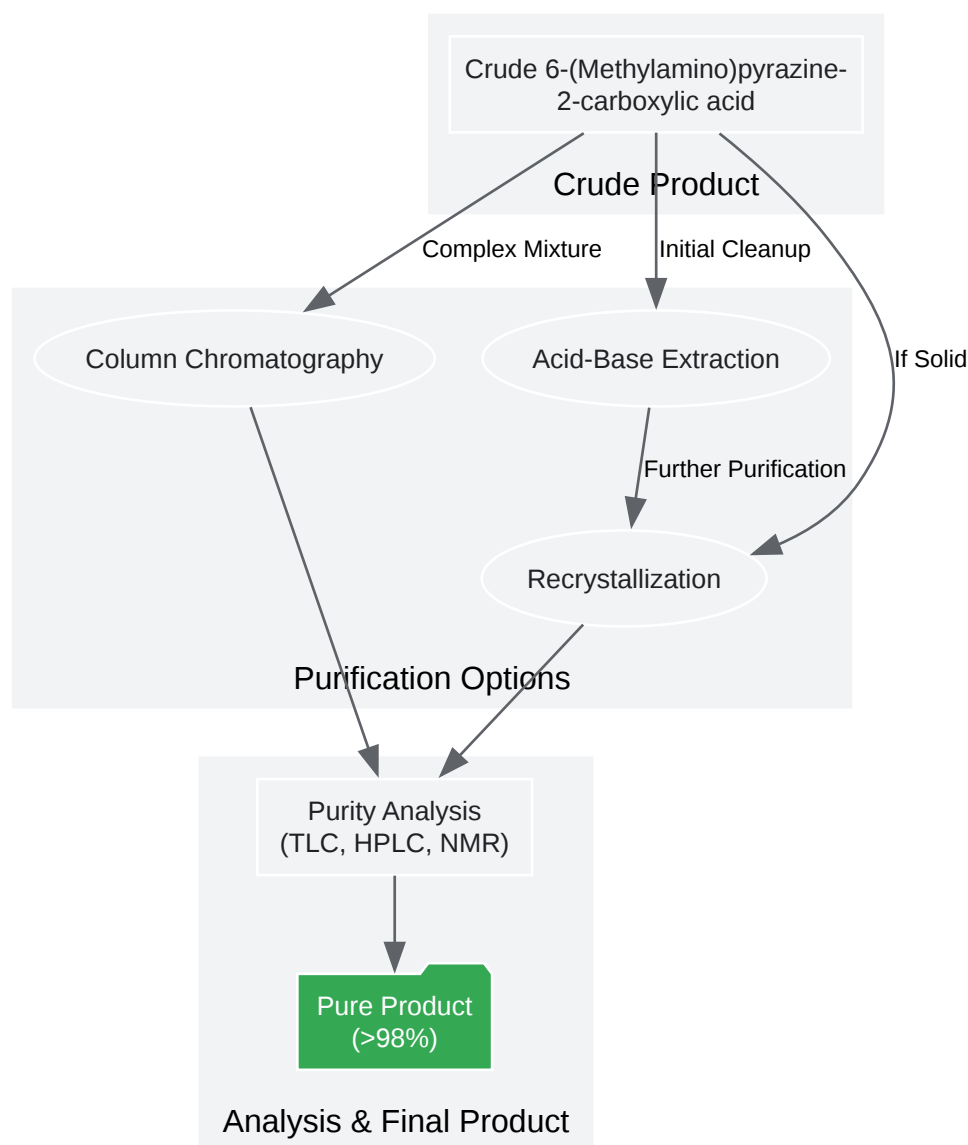 Crude 6-(Methylamino)pyrazine-
2-carboxylic acid
Crude Product
Complex Mixture
Initial Cleanup
If Solid
Column Chromatography
Acid-Base Extraction
Further Purification
Recrystallization
Purification Options
Purity Analysis
(TLC, HPLC, NMR)
Pure Product
(>98%)
Analysis & Final Product